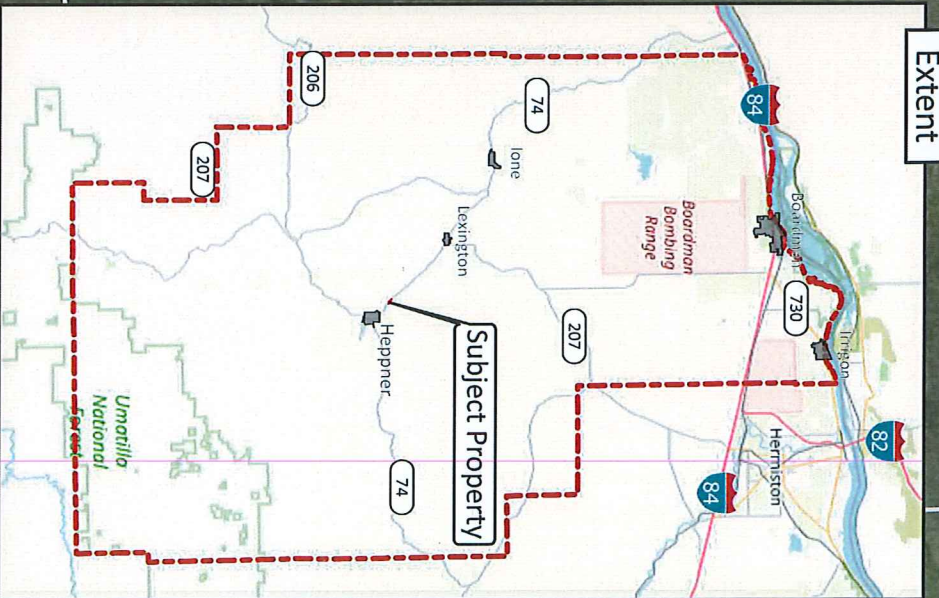 Extent
82
84
730
Irrigon
Boardman
84
Hermiston
Boardman
Bombing
Range
74
Ione
Lexington
207
Subject Property
Heppner
74
206
207
Umatilla
National
Forest